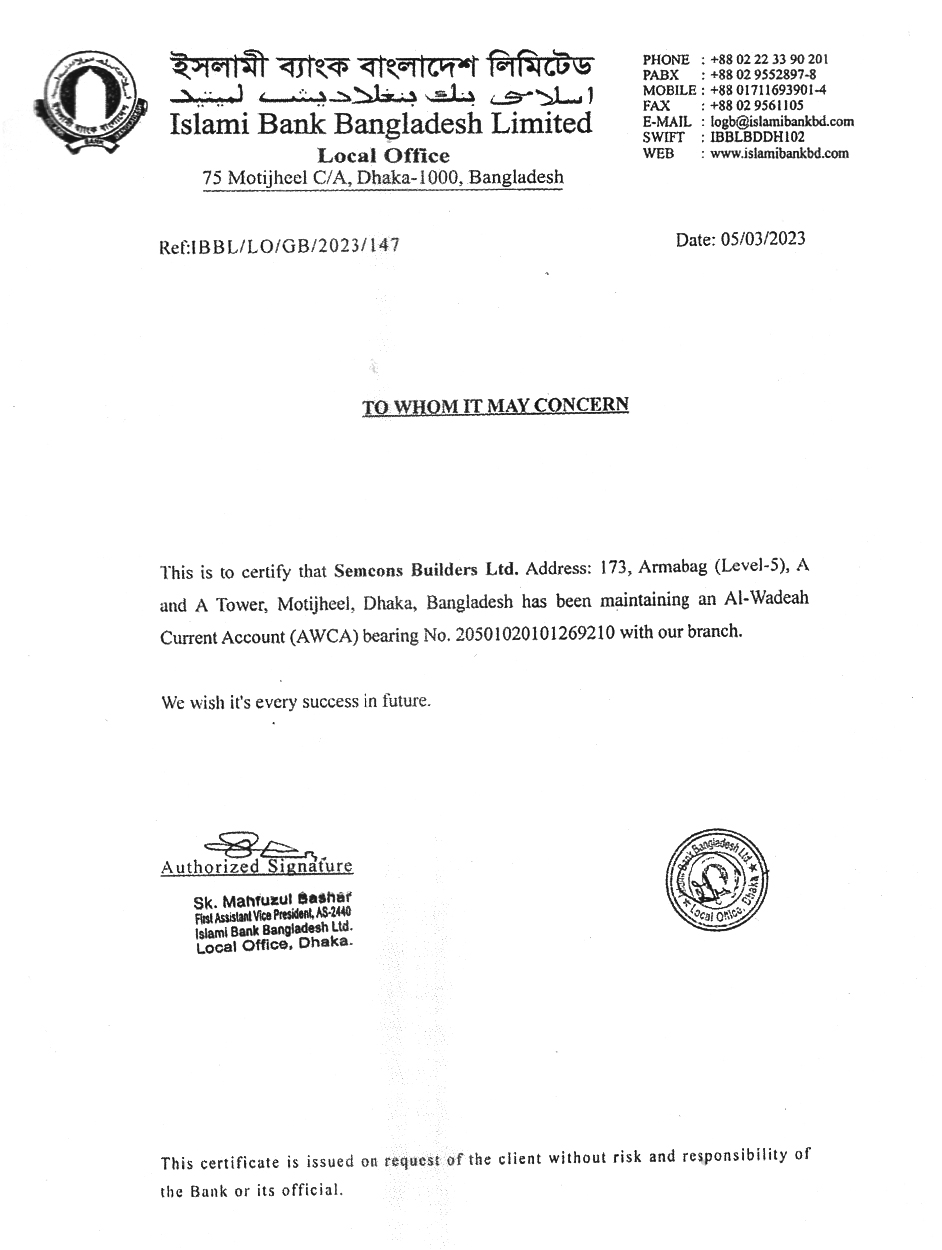 ইসলামী ব্যাংক বাংলাদেশ লিমিটেড
اسلامى بنك بنغلاديش لميتيد
Islami Bank Bangladesh Limited
Local Office
75 Motijheel C/A, Dhaka-1000, Bangladesh
PHONE : +88 02 22 33 90 201
PABX : +88 02 9552897-8
MOBILE : +88 01711693901-4
FAX : +88 02 9561105
E-MAIL : logb@islamibankbd.com
SWIFT : IBBLBDDH102
WEB : www.islamibankbd.com
Ref:IBBL/LO/GB/2023/147
Date: 05/03/2023
TO WHOM IT MAY CONCERN
This is to certify that Semcons Builders Ltd. Address: 173, Armabag (Level-5), A
and A Tower, Motijheel, Dhaka, Bangladesh has been maintaining an Al-Wadeah
Current Account (AWCA) bearing No. 20501020101269210 with our branch.
We wish it's every success in future.
Authorized Signature
Sk. Mahfuzul Bashar
First Assistant Vice President, AS-2440
Islami Bank Bangladesh Ltd.
Local Office, Dhaka.
Islami Bank Bangladesh Ltd.
Local Office, Dhaka
This certificate is issued on request of the client without risk and responsibility of
the Bank or its official.